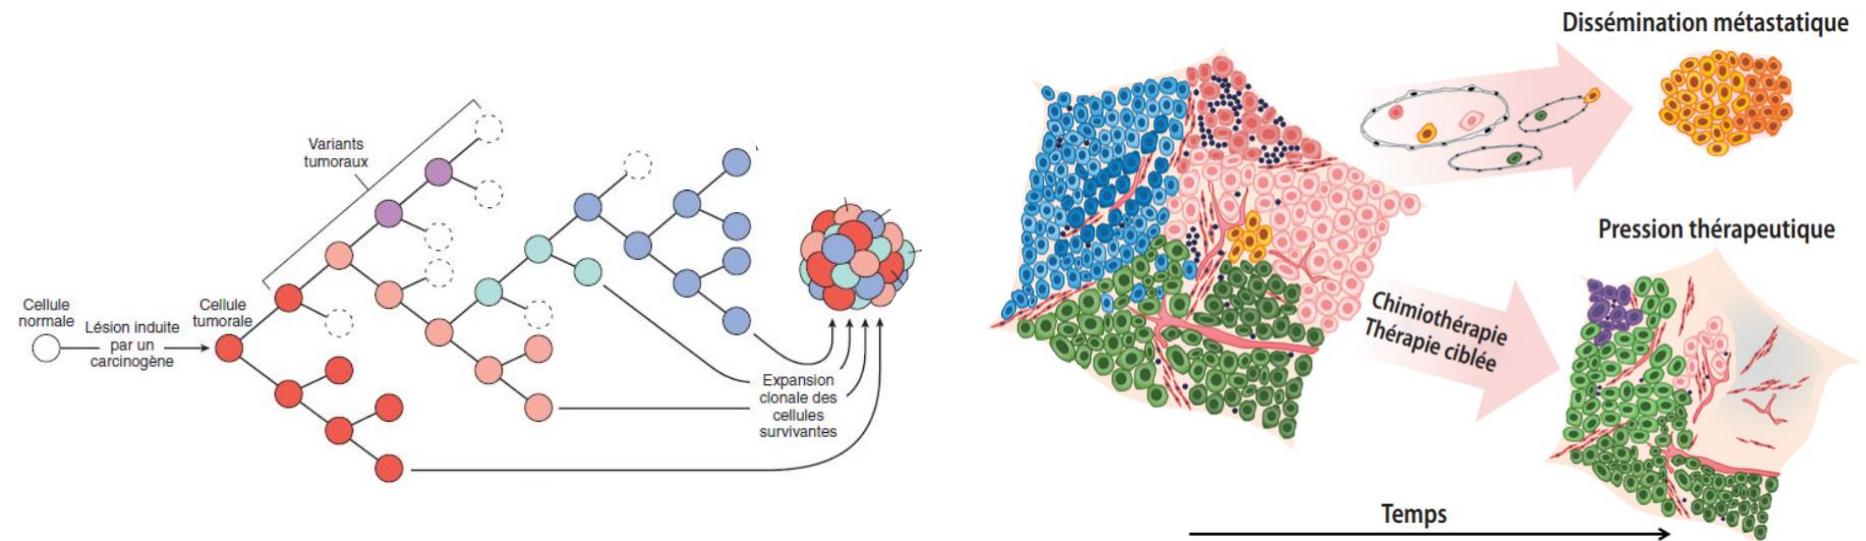 Variants
tumoraux
Cellule
normale
Lésion induite
par un
carcinogène
Cellule
tumorale
Expansion
clonale des
cellules
survivantes
Dissémination métastatique
Pression thérapeutique
Chimiothérapie
Thérapie ciblée
Temps